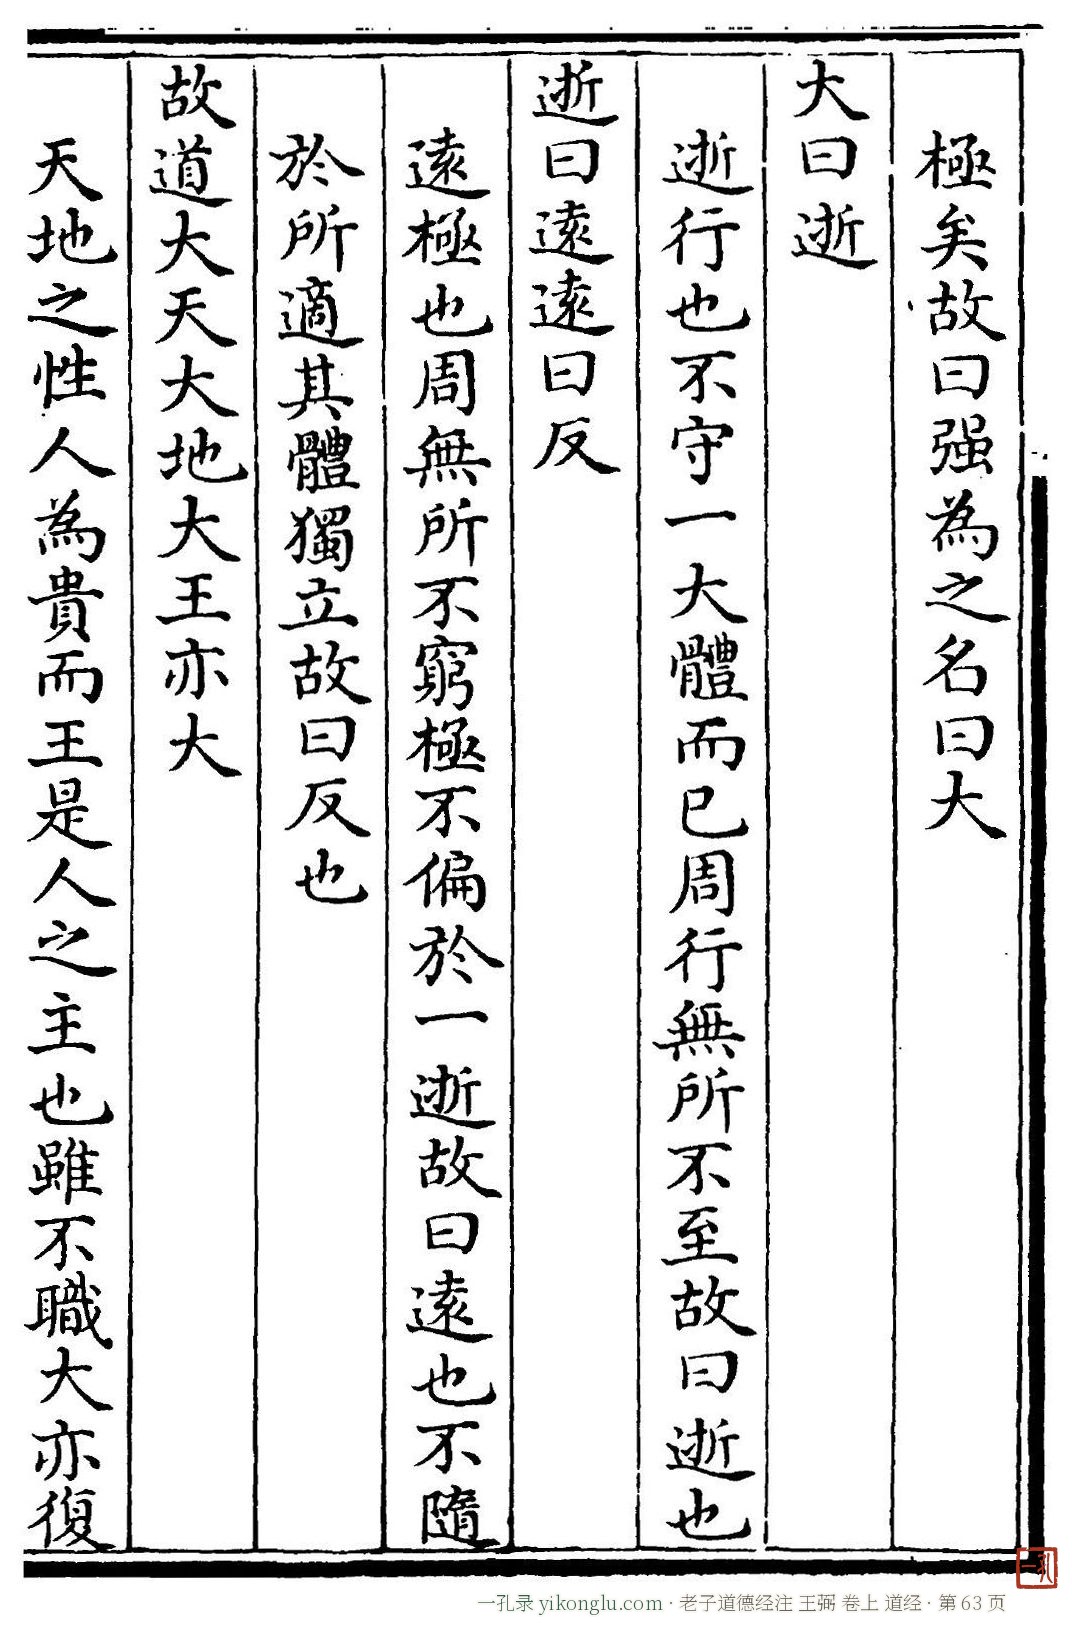 極矣故曰强為之名曰大
大曰逝
逝行也不守一大體而已周行無所不至故曰逝也
逝曰遠遠曰反
遠極也周無所不窮極不偏於一逝故曰遠也不隨
於所適其體獨立故曰反也
故道大天大地大王亦大
天地之性人為貴而王是人之主也雖不職大亦復
一孔录 yikonglu.com · 老子道德经注 王弼 卷上 道经 · 第 63 页
一孔